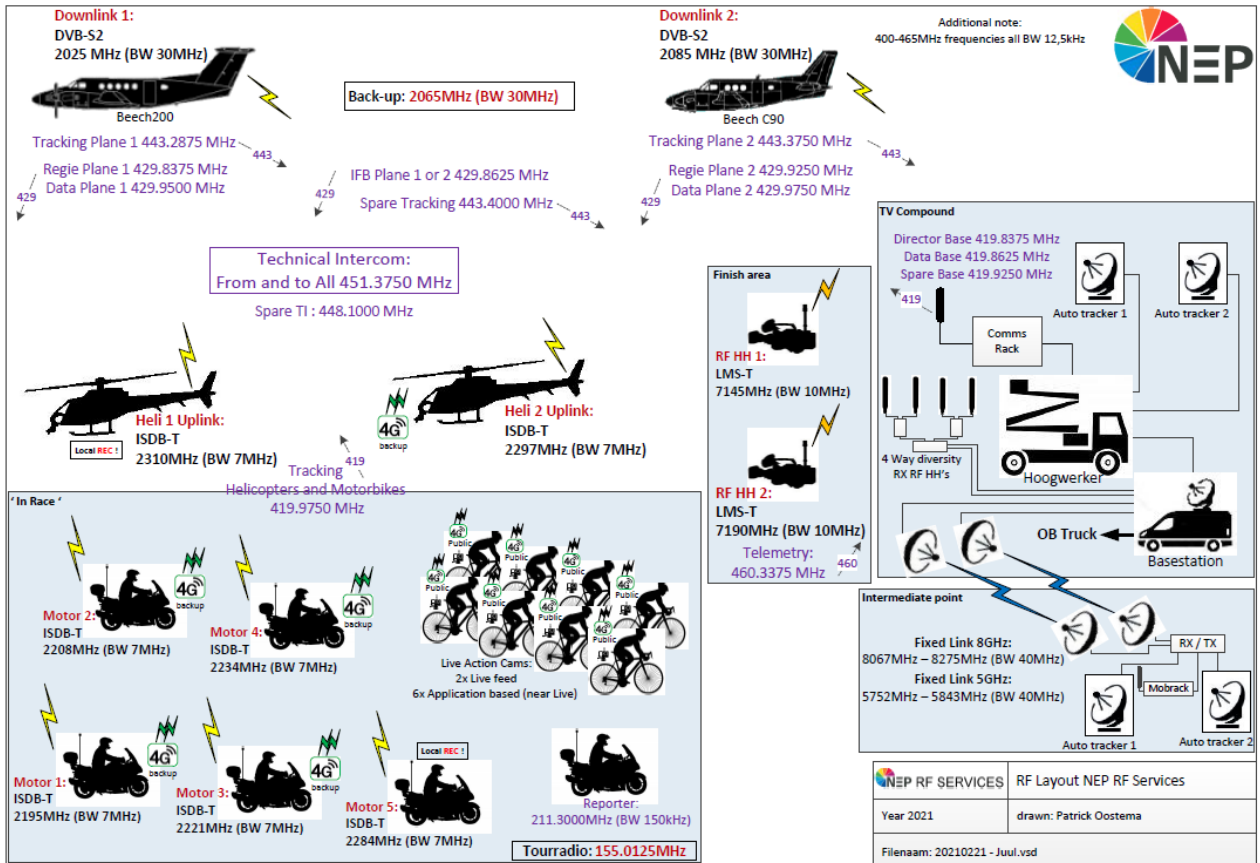 Downlink 1:
DVB-S2
2025 MHz (BW 30MHz)
Beech200
Back-up: 2065MHz (BW 30MHz)
Downlink 2:
DVB-S2
2085 MHz (BW 30MHz)
Beech C90
Additional note:
400-465MHz frequencies all BW 12,5kHz
NEP
Tracking Plane 1 443.2875 MHz
443
Regie Plane 1 429.8375 MHz
Data Plane 1 429.9500 MHz
429
IFB Plane 1 or 2 429.8625 MHz
429
Spare Tracking 443.4000 MHz
443
Tracking Plane 2 443.3750 MHz
443
Regie Plane 2 429.9250 MHz
Data Plane 2 429.9750 MHz
429
Technical Intercom:
From and to All 451.3750 MHz
Spare TI : 448.1000 MHz
Heli 1 Uplink:
ISDB-T
2310MHz (BW 7MHz)
Local REC !
4G
backup
Heli 2 Uplink:
ISDB-T
2297MHz (BW 7MHz)
419
Tracking
Helicopters and Motorbikes
419.9750 MHz
Finish area
RF HH 1:
LMS-T
7145MHz (BW 10MHz)
RF HH 2:
LMS-T
7190MHz (BW 10MHz)
Telemetry:
460.3375 MHz
460
TV Compound
Director Base 419.8375 MHz
Data Base 419.8625 MHz
Spare Base 419.9250 MHz
419
Auto tracker 1
Auto tracker 2
Comms
Rack
4 Way diversity
RX RF HH's
Hoogwerker
OB Truck
Basestation
Intermediate point
Fixed Link 8GHz:
8067MHz – 8275MHz (BW 40MHz)
Fixed Link 5GHz:
5752MHz – 5843MHz (BW 40MHz)
RX / TX
Mobrack
Auto tracker 1
Auto tracker 2
' In Race '
Motor 2:
ISDB-T
2208MHz (BW 7MHz)
4G
backup
Motor 4:
ISDB-T
2234MHz (BW 7MHz)
4G
backup
4G
Public
4G
Public
4G
Public
4G
Public
4G
Public
4G
Public
4G
Public
4G
Public
Live Action Cams:
2x Live feed
6x Application based (near Live)
Motor 1:
ISDB-T
2195MHz (BW 7MHz)
4G
backup
Motor 3:
ISDB-T
2221MHz (BW 7MHz)
4G
backup
Local REC !
Motor 5:
ISDB-T
2284MHz (BW 7MHz)
Reporter:
211.3000MHz (BW 150kHz)
Tourradio: 155.0125MHz
NEP RF SERVICES
RF Layout NEP RF Services
Year 2021
drawn: Patrick Oostema
Filenaam: 20210221 - Juul.vsd